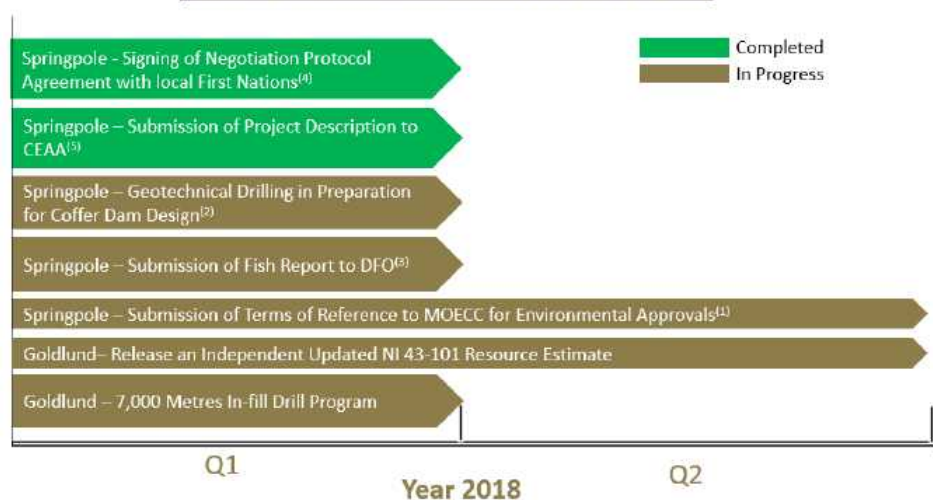 Completed
In Progress
Springpole - Signing of Negotiation Protocol
Agreement with local First Nations(4)
Springpole – Submission of Project Description to
CEAA(5)
Springpole – Geotechnical Drilling in Preparation
for Coffer Dam Design(2)
Springpole – Submission of Fish Report to DFO(3)
Springpole – Submission of Terms of Reference to MOECC for Environmental Approvals(1)
Goldlund– Release an Independent Updated NI 43-101 Resource Estimate
Goldlund – 7,000 Metres In-fill Drill Program
Q1
Q2
Year 2018